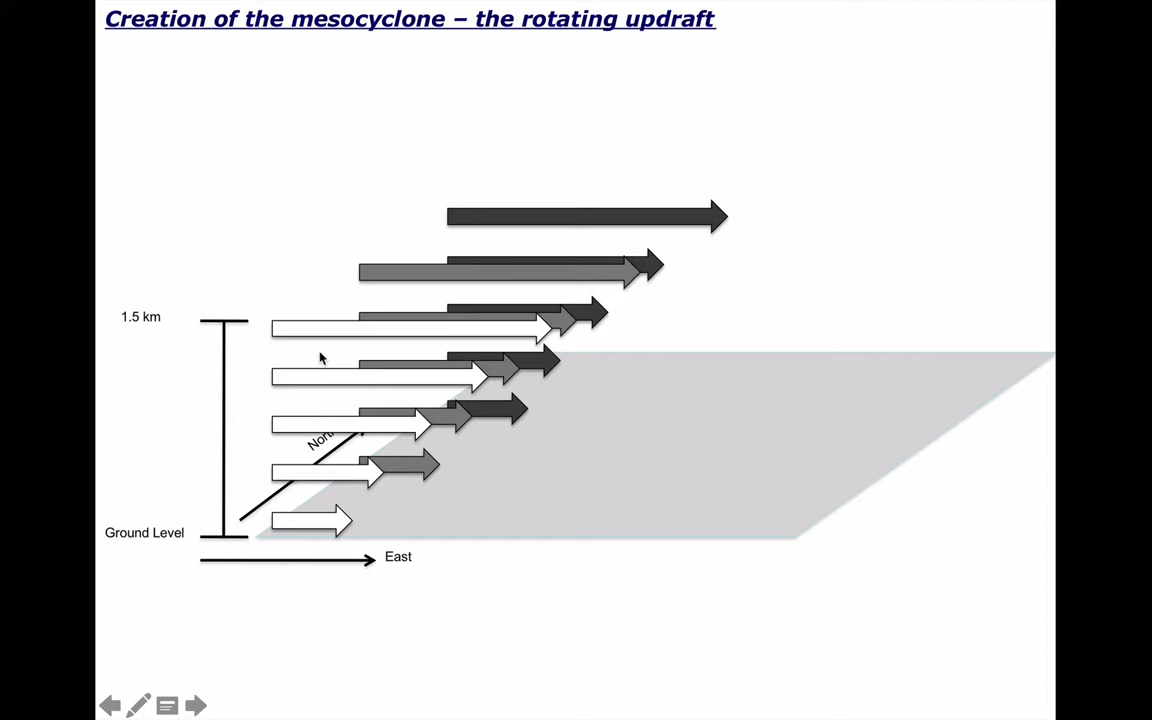 Creation of the mesocyclone – the rotating updraft
1.5 km
Ground Level
East